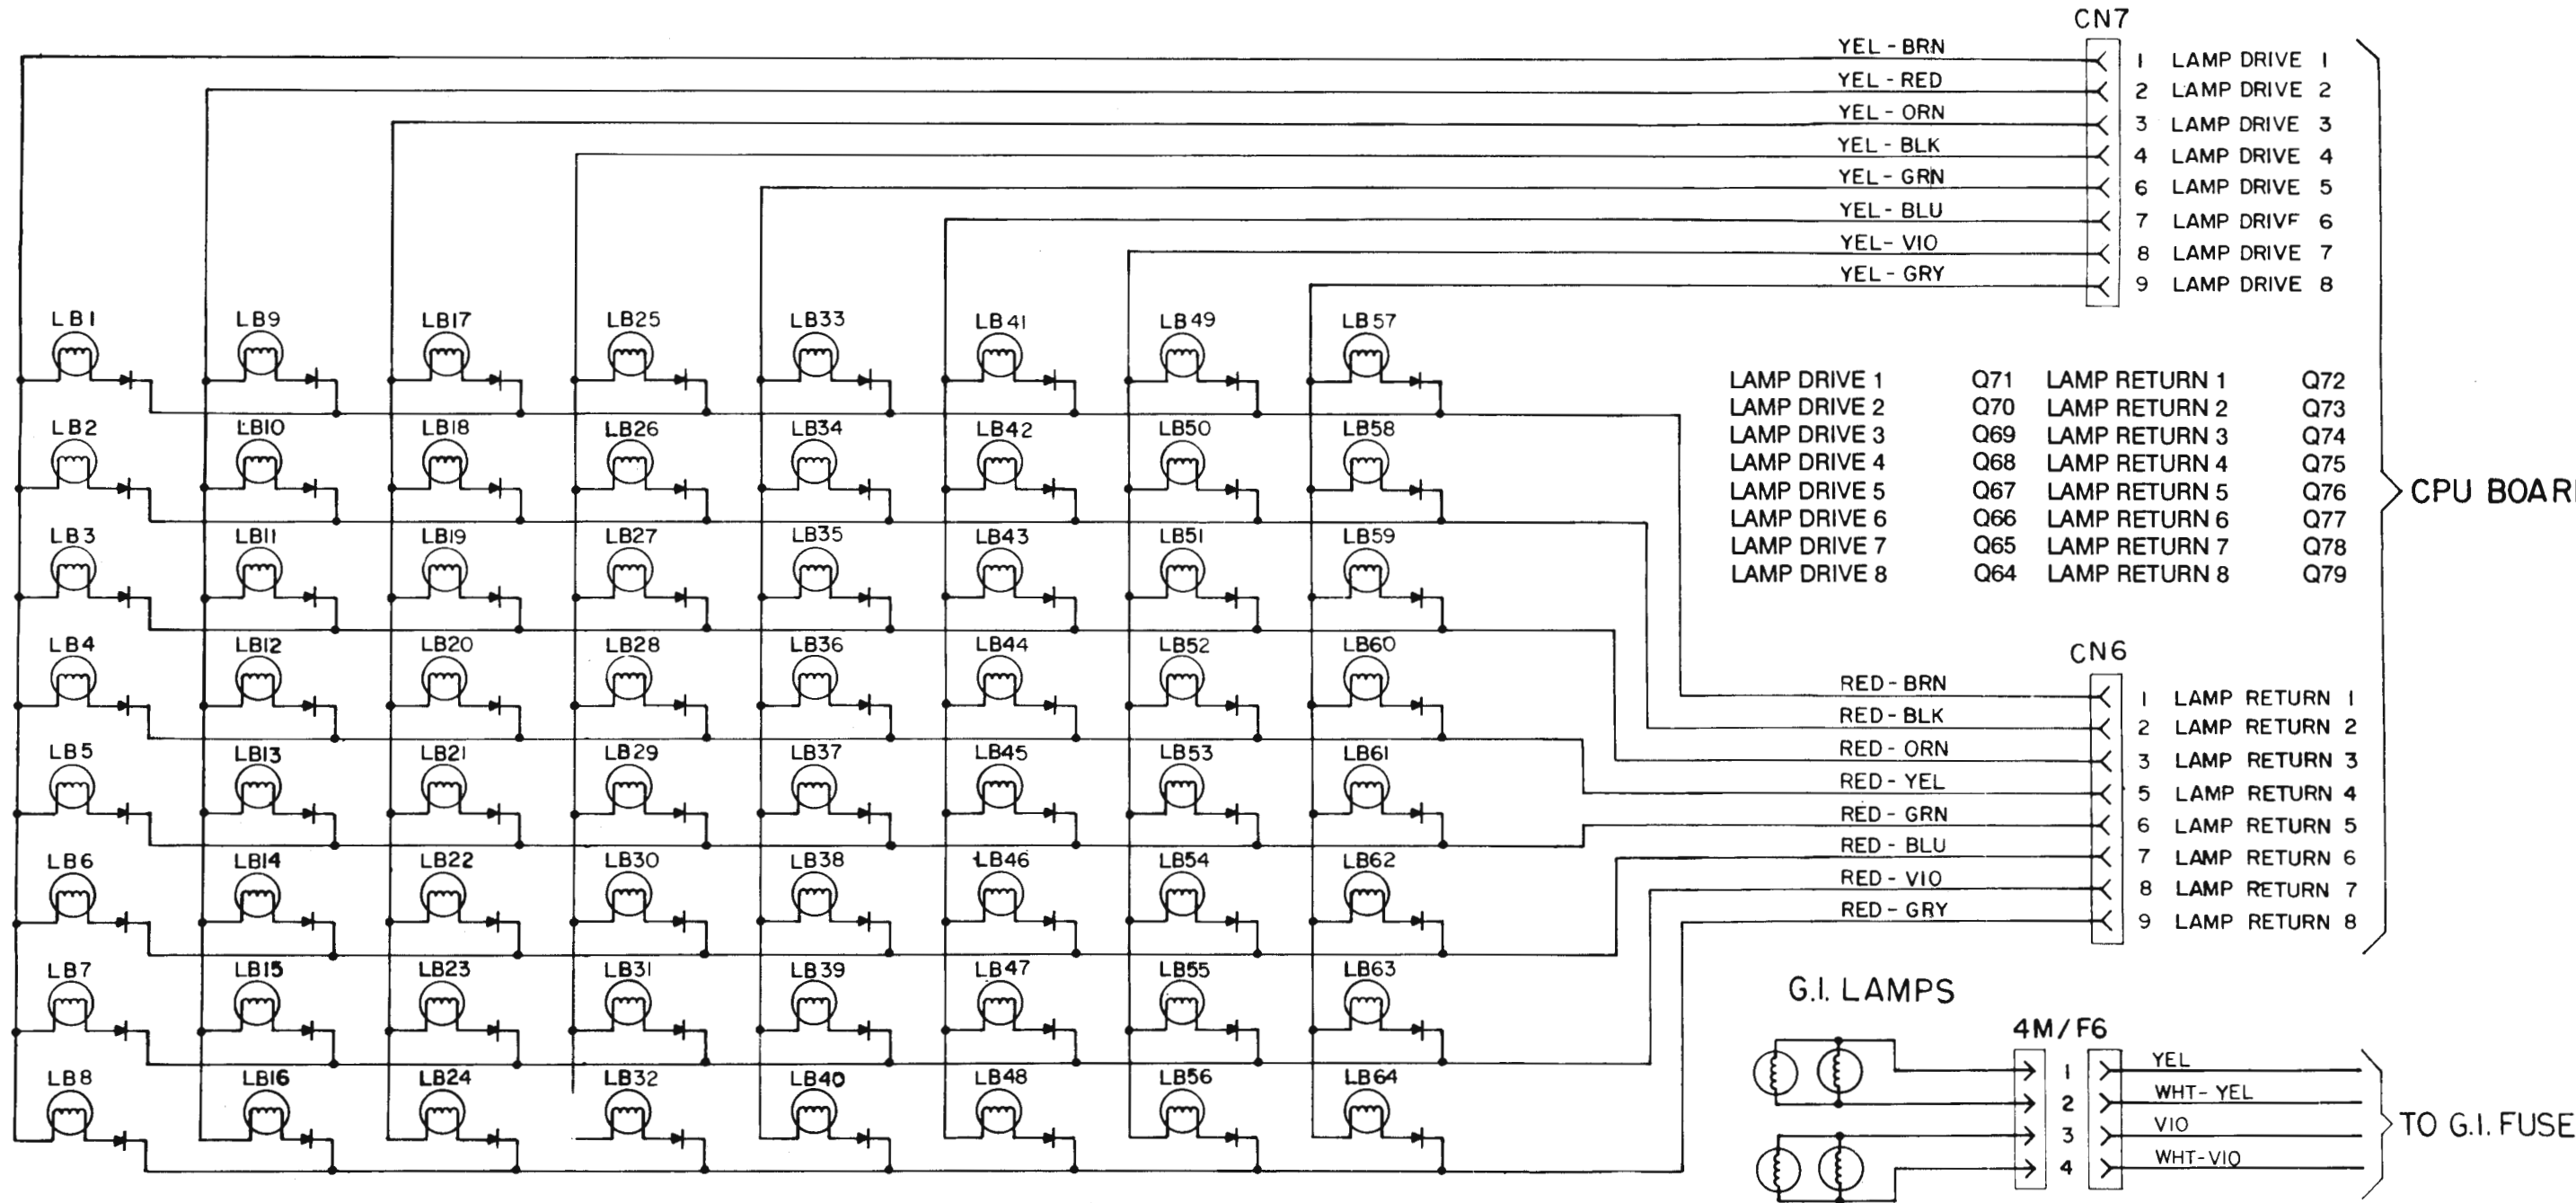 CN7
YEL - BRN 1 LAMP DRIVE 1
YEL - RED 2 LAMP DRIVE 2
YEL - ORN 3 LAMP DRIVE 3
YEL - BLK 4 LAMP DRIVE 4
YEL - GRN 6 LAMP DRIVE 5
YEL - BLU 7 LAMP DRIVE 6
YEL - VIO 8 LAMP DRIVE 7
YEL - GRY 9 LAMP DRIVE 8
LB1 LB9 LB17 LB25 LB33 LB41 LB49 LB57
LB2 LB10 LB18 LB26 LB34 LB42 LB50 LB58
LB3 LB11 LB19 LB27 LB35 LB43 LB51 LB59
LB4 LB12 LB20 LB28 LB36 LB44 LB52 LB60
LB5 LB13 LB21 LB29 LB37 LB45 LB53 LB61
LB6 LB14 LB22 LB30 LB38 LB46 LB54 LB62
LB7 LB15 LB23 LB31 LB39 LB47 LB55 LB63
LB8 LB16 LB24 LB32 LB40 LB48 LB56 LB64
LAMP DRIVE 1 Q71 LAMP RETURN 1 Q72
LAMP DRIVE 2 Q70 LAMP RETURN 2 Q73
LAMP DRIVE 3 Q69 LAMP RETURN 3 Q74
LAMP DRIVE 4 Q68 LAMP RETURN 4 Q75
LAMP DRIVE 5 Q67 LAMP RETURN 5 Q76
LAMP DRIVE 6 Q66 LAMP RETURN 6 Q77
LAMP DRIVE 7 Q65 LAMP RETURN 7 Q78
LAMP DRIVE 8 Q64 LAMP RETURN 8 Q79
CPU BOAR
CN6
RED - BRN 1 LAMP RETURN 1
RED - BLK 2 LAMP RETURN 2
RED - ORN 3 LAMP RETURN 3
RED - YEL 5 LAMP RETURN 4
RED - GRN 6 LAMP RETURN 5
RED - BLU 7 LAMP RETURN 6
RED - VIO 8 LAMP RETURN 7
RED - GRY 9 LAMP RETURN 8
G.I. LAMPS
4M/F6
1 YEL
2 WHT-YEL
3 VIO
4 WHT-VIO
TO G.I. FUSE